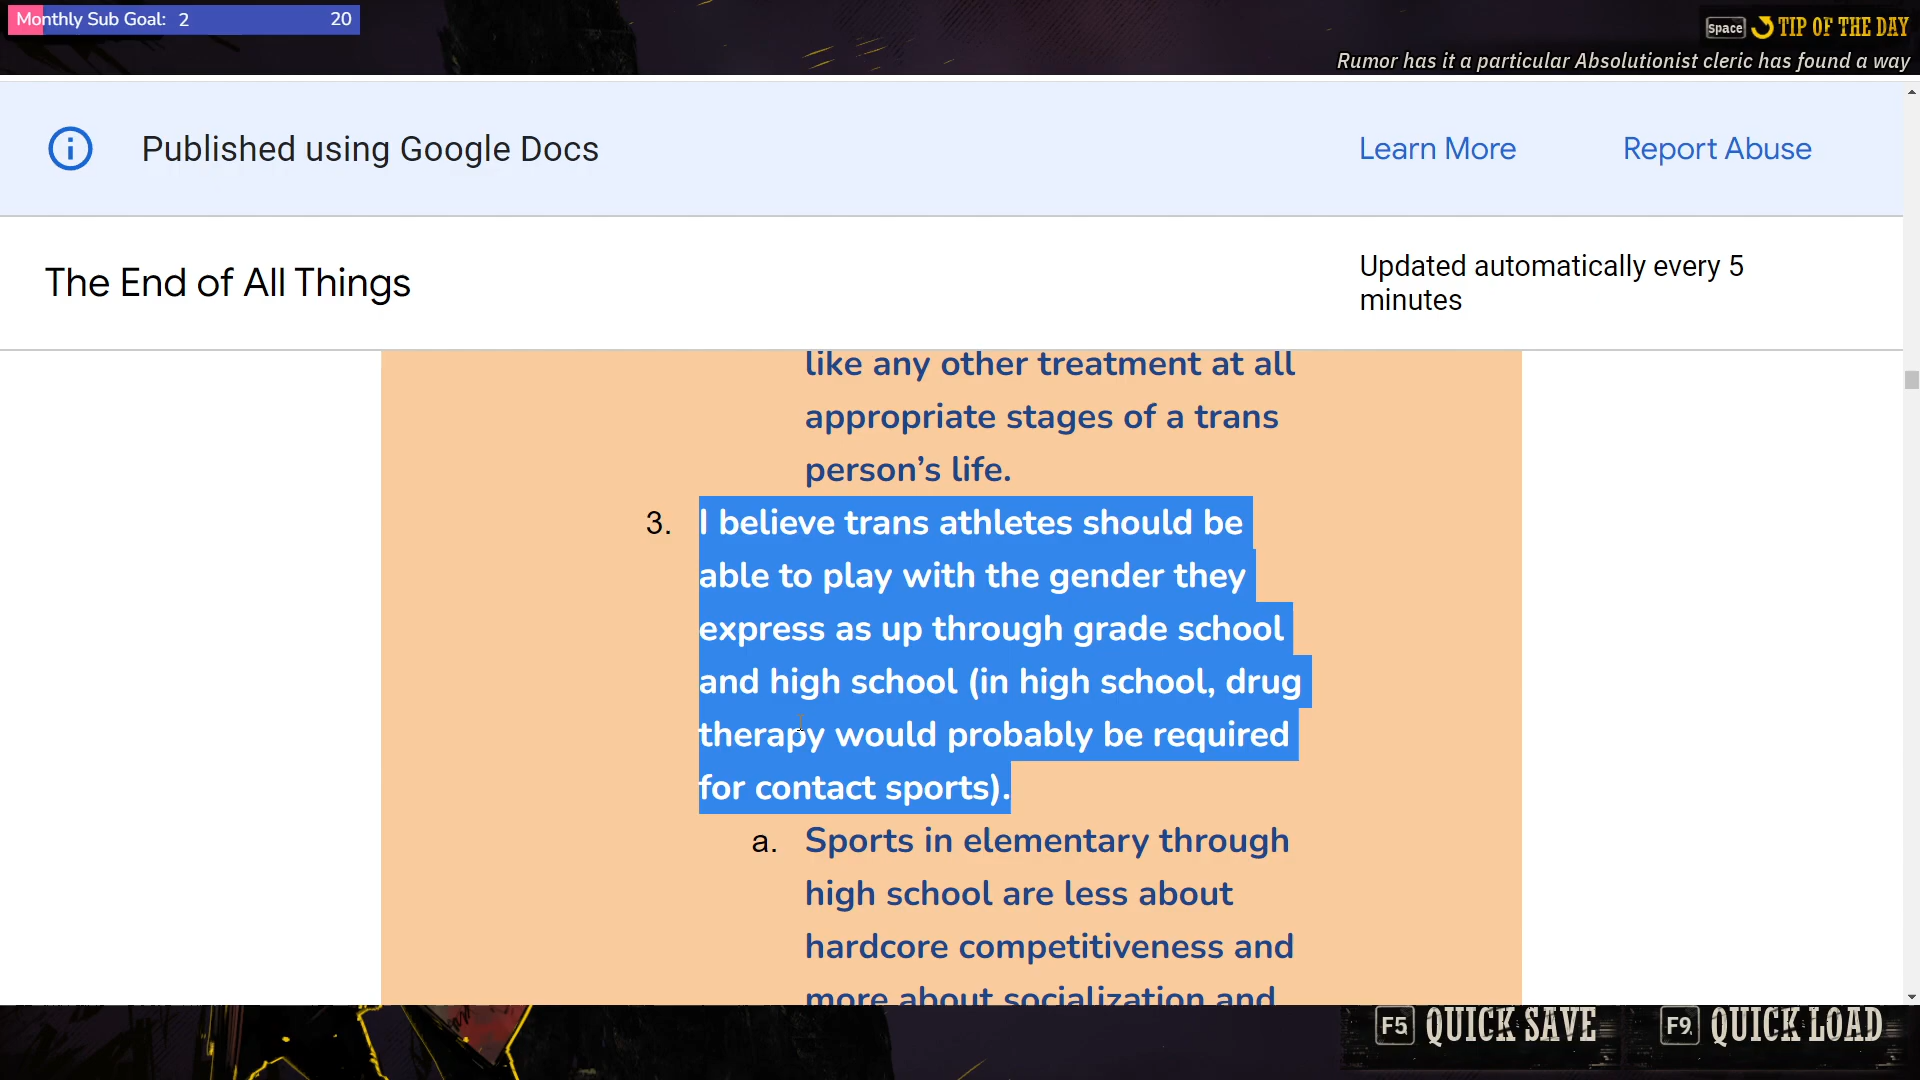 Monthly Sub Goal: 2 20
Space TIP OF THE DAY
Rumor has it a particular Absolutionist cleric has found a way
Published using Google Docs
Learn More
Report Abuse
The End of All Things
Updated automatically every 5
minutes
like any other treatment at all
appropriate stages of a trans
person’s life.
3. I believe trans athletes should be
able to play with the gender they
express as up through grade school
and high school (in high school, drug
therapy would probably be required
for contact sports).
a. Sports in elementary through
high school are less about
hardcore competitiveness and
more about socialization and
F5 QUICK SAVE
F9 QUICK LOAD